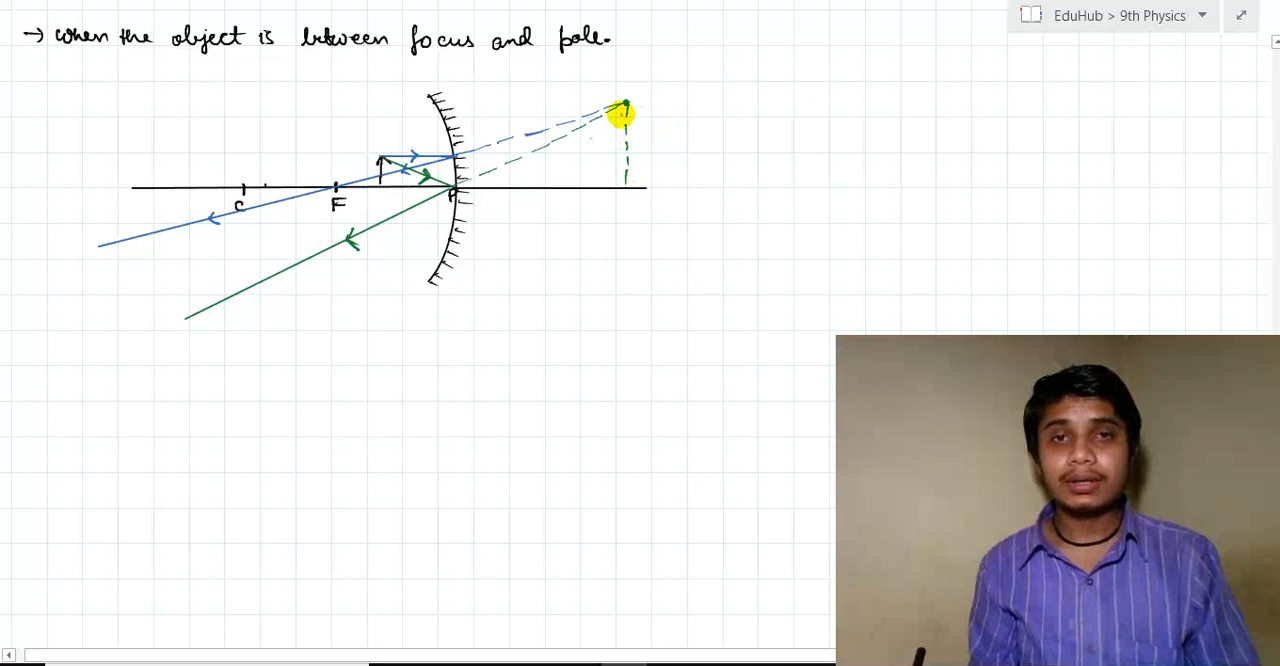 → when the object is between focus and pole.
EduHub > 9th Physics
C
F
P